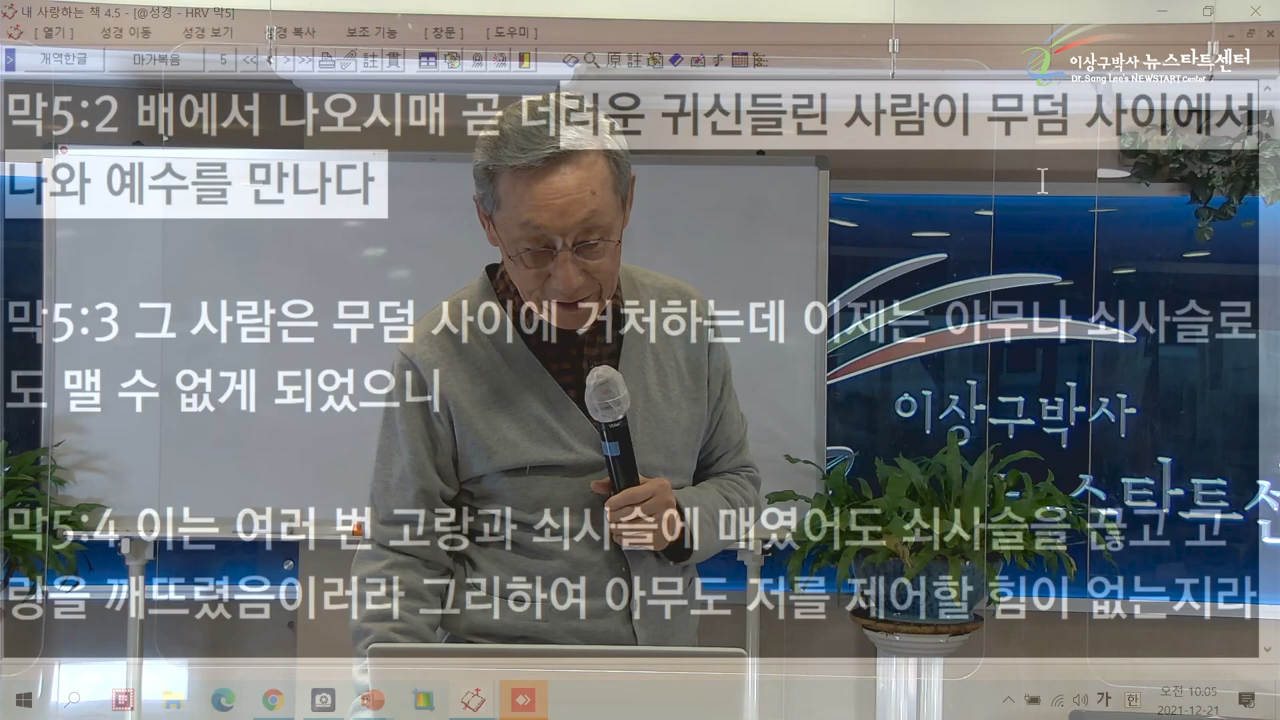 내 사랑하는 책 4.5 - [@성경 - HRV 막5]
[ 열기 ] 성경 이동 성경 보기 성경 복사 보조 기능 [ 창문 ] [ 도우미 ]
개역한글 마가복음 5
이상구박사 뉴스타트센터
Dr.Sang Lee's NEWSTART Center
막5:2 배에서 나오시매 곧 더러운 귀신들린 사람이 무덤 사이에서
나와 예수를 만나다
막5:3 그 사람은 무덤 사이에 거처하는데 이제는 아무나 쇠사슬로
도 맬 수 없게 되었으니
이상구박사
스타트센
막5:4 이는 여러 번 고랑과 쇠사슬에 매였어도 쇠사슬을 끊고 고
랑을 깨뜨렸음이러라 그리하여 아무도 저를 제어할 힘이 없는지라
가 한 오전 10:05
2021-12-21